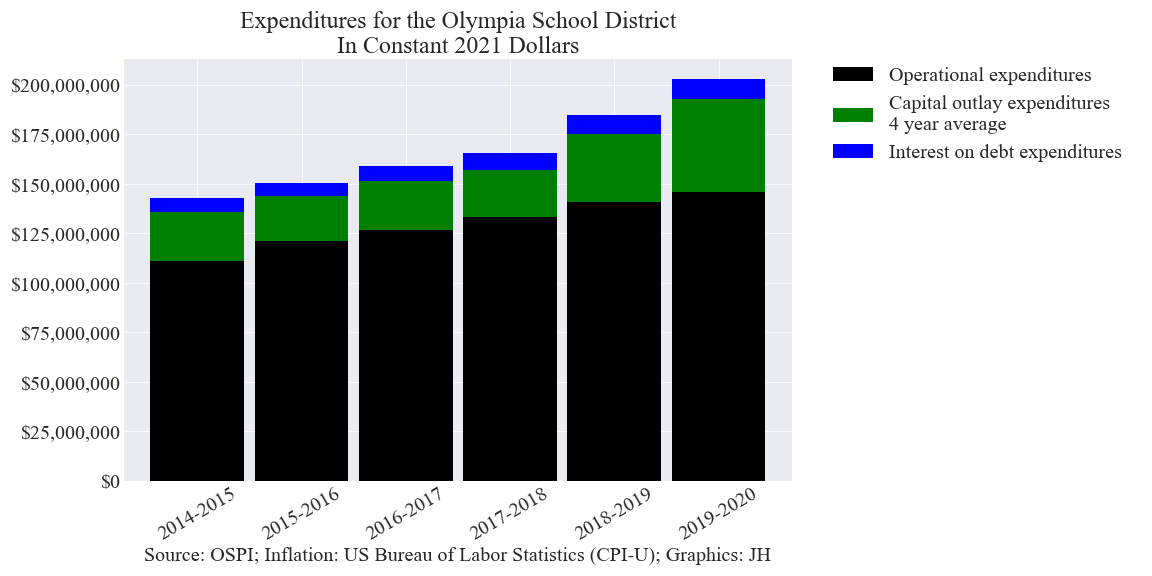 Expenditures for the Olympia School District
In Constant 2021 Dollars
$200,000,000
$175,000,000
$150,000,000
$125,000,000
$100,000,000
$75,000,000
$50,000,000
$25,000,000
$0
2014-2015
2015-2016
2016-2017
2017-2018
2018-2019
2019-2020
Source: OSPI; Inflation: US Bureau of Labor Statistics (CPI-U); Graphics: JH
Operational expenditures
Capital outlay expenditures
4 year average
Interest on debt expenditures